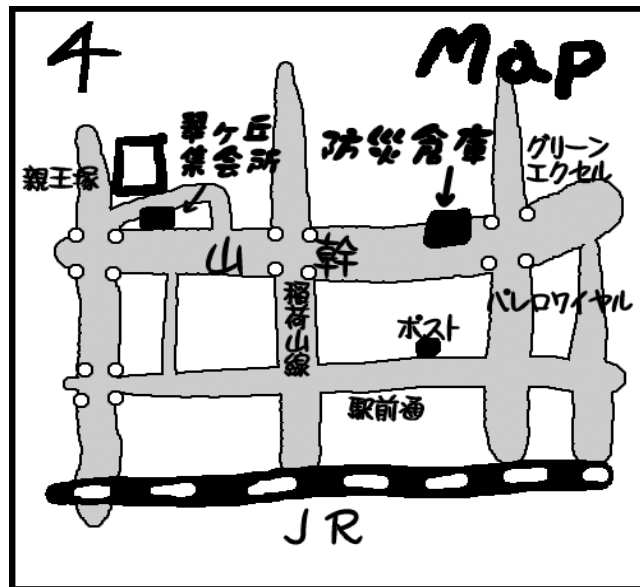 4
Map
翠ヶ丘
集会所
防災倉庫
グリーン
エクセル
親王塚
山幹
稲荷山線
パレロワイヤル
ポスト
駅前通
JR